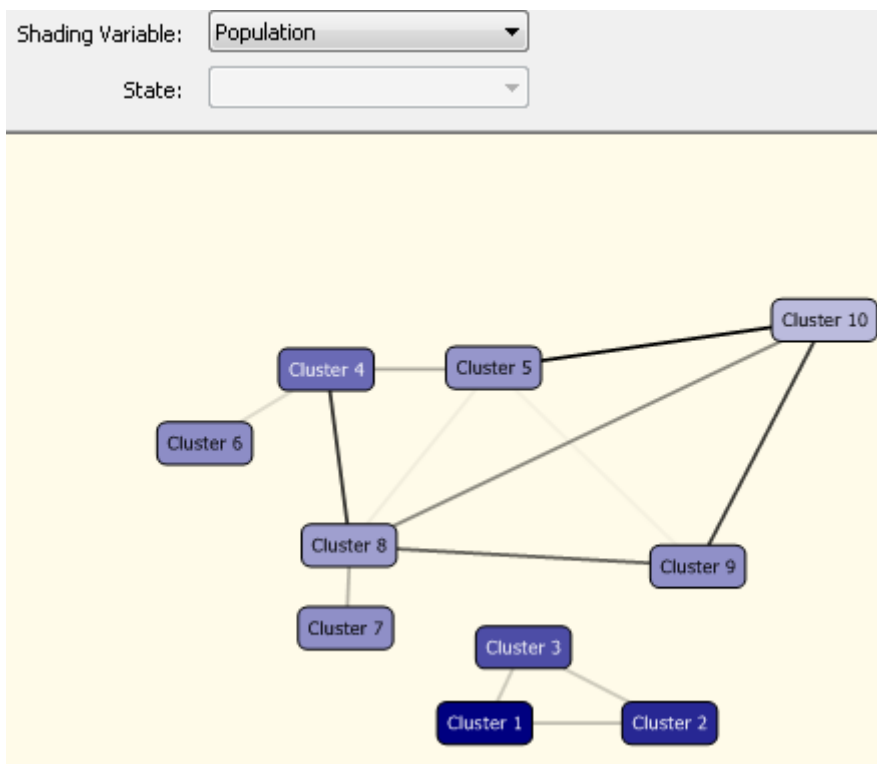 Shading Variable: Population
State:
Cluster 10
Cluster 4
Cluster 5
Cluster 6
Cluster 8
Cluster 9
Cluster 7
Cluster 3
Cluster 1
Cluster 2